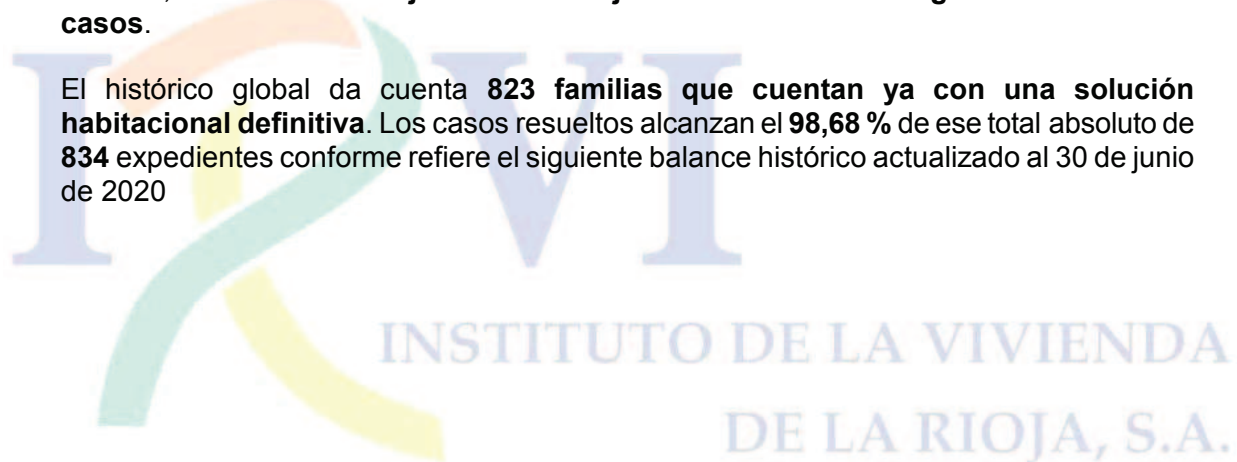 casos.
El histórico global da cuenta 823 familias que cuentan ya con una solución
habitacional definitiva. Los casos resueltos alcanzan el 98,68 % de ese total absoluto de
834 expedientes conforme refiere el siguiente balance histórico actualizado al 30 de junio
de 2020
IRVI
INSTITUTO DE LA VIVIENDA
DE LA RIOJA, S.A.